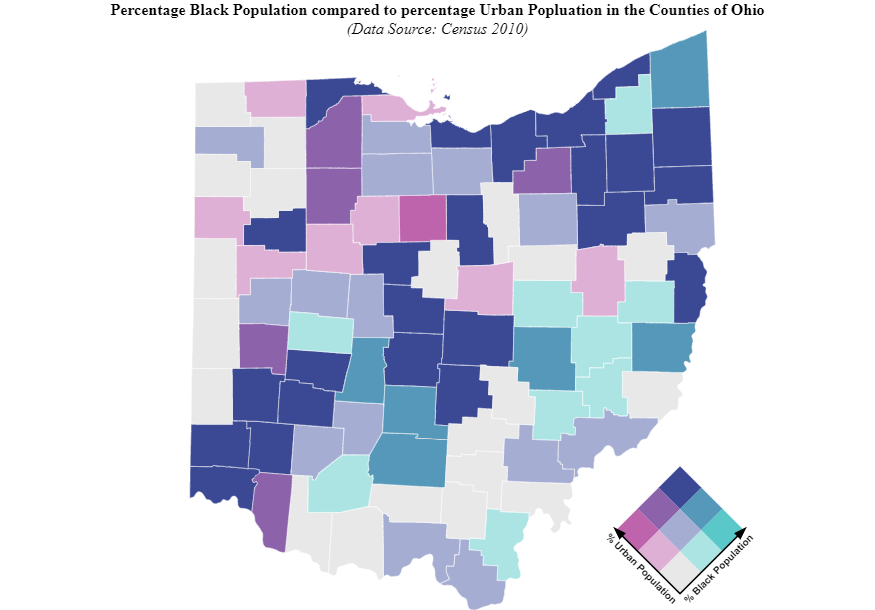 Percentage Black Population compared to percentage Urban Popluation in the Counties of Ohio
(Data Source: Census 2010)
% Urban Population
% Black Population